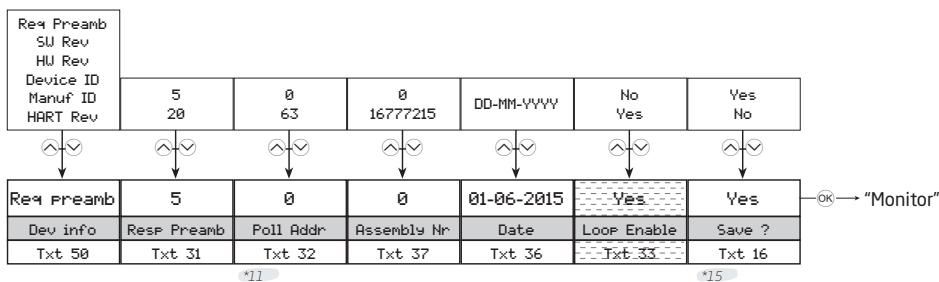 Req Preamb
SW Rev
HW Rev
Device ID
Manuf ID
HART Rev
5
20
0
63
0
16777215
DD-MM-YYYY
No
Yes
Yes
No
Req preamb 5 0 0 01-06-2015 Yes Yes OK "Monitor"
Dev info Resp Preamb Poll Addr Assembly Nr Date Loop Enable Save ?
Txt 50 Txt 31 Txt 32 Txt 37 Txt 36 Txt 33 Txt 16
*11 *15